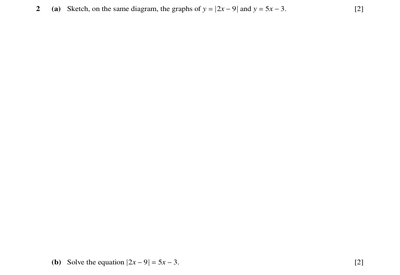 2 (a) Sketch, on the same diagram, the graphs of y = |2x − 9| and y = 5x − 3. [2]
(b) Solve the equation |2x − 9| = 5x − 3. [2]